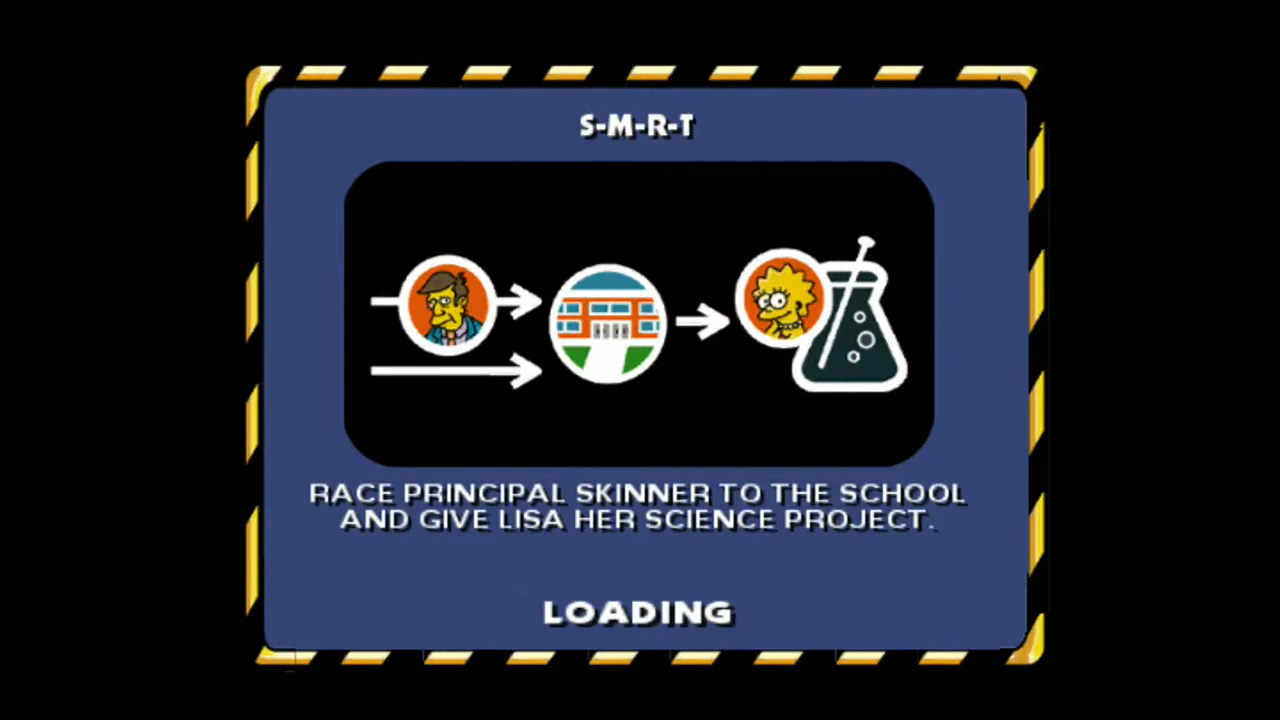 S-M-R-T
RACE PRINCIPAL SKINNER TO THE SCHOOL
AND GIVE LISA HER SCIENCE PROJECT.
LOADING